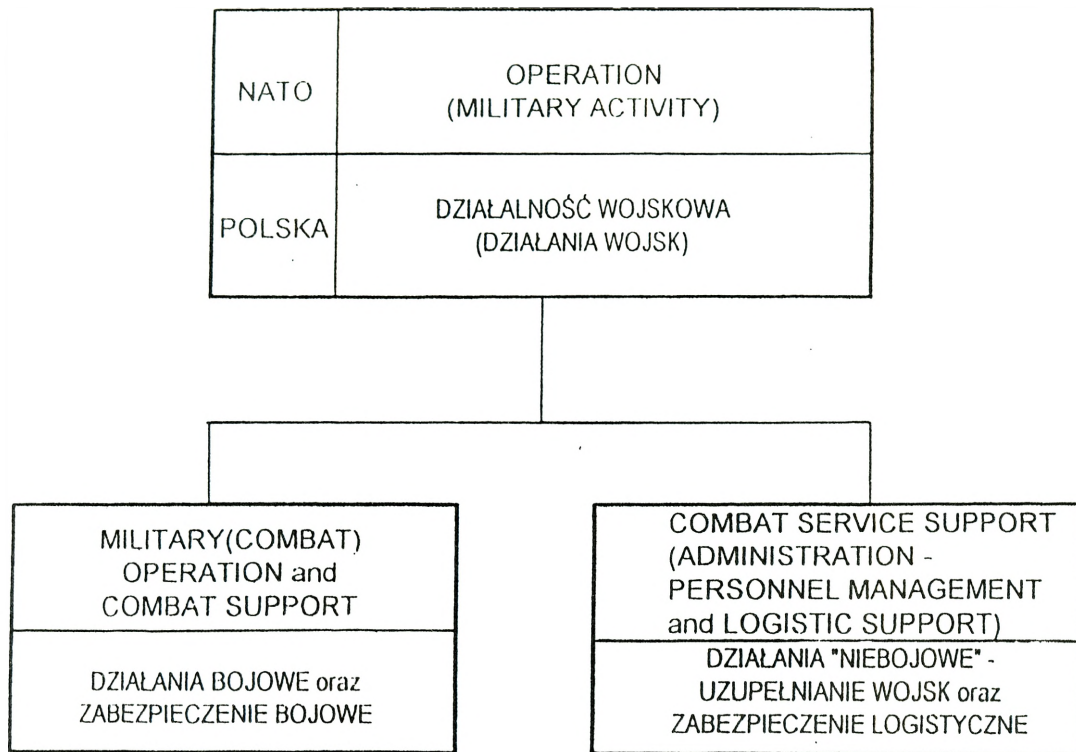 NATO
OPERATION
(MILITARY ACTIVITY)
POLSKA
DZIAŁALNOŚĆ WOJSKOWA
(DZIAŁANIA WOJSK)
MILITARY(COMBAT)
OPERATION and
COMBAT SUPPORT
DZIAŁANIA BOJOWE oraz
ZABEZPIECZENIE BOJOWE
COMBAT SERVICE SUPPORT
(ADMINISTRATION -
PERSONNEL MANAGEMENT
and LOGISTIC SUPPORT)
DZIAŁANIA "NIEBOJOWE" -
UZUPEŁNIANIE WOJSK oraz
ZABEZPIECZENIE LOGISTYCZNE